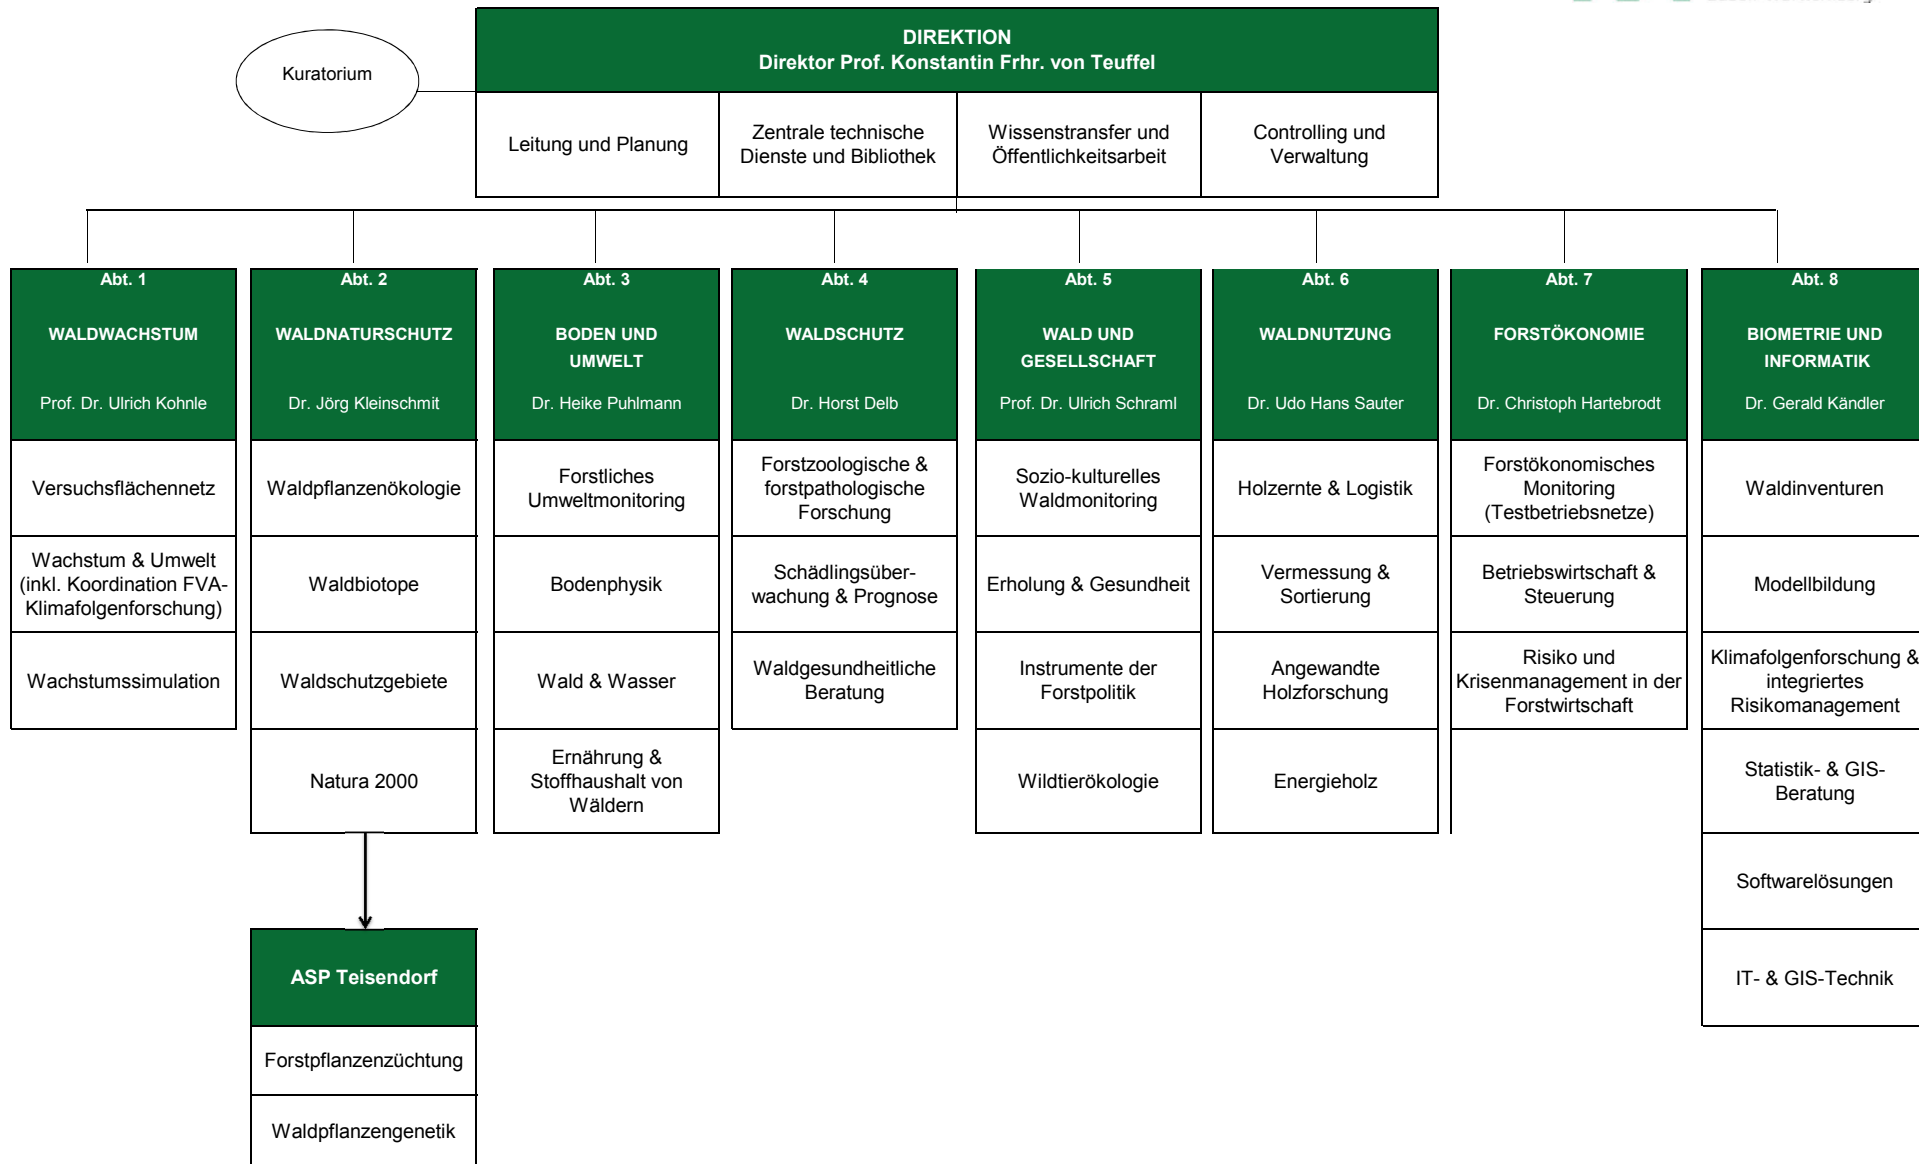 Kuratorium
DIREKTION
Direktor Prof. Konstantin Frhr. von Teuffel
Leitung und Planung
Zentrale technische
Dienste und Bibliothek
Wissenstransfer und
Öffentlichkeitsarbeit
Controlling und
Verwaltung
Abt. 1
WALDWACHSTUM
Prof. Dr. Ulrich Kohnle
Versuchsflächennetz
Wachstum & Umwelt
(inkl. Koordination FVA-
Klimafolgenforschung)
Wachstumssimulation
Abt. 2
WALDNATURSCHUTZ
Dr. Jörg Kleinschmit
Waldpflanzenökologie
Waldbiotope
Waldschutzgebiete
Natura 2000
ASP Teisendorf
Forstpflanzenzüchtung
Waldpflanzengenetik
Abt. 3
BODEN UND
UMWELT
Dr. Heike Puhlmann
Forstliches
Umweltmonitoring
Bodenphysik
Wald & Wasser
Ernährung &
Stoffhaushalt von
Wäldern
Abt. 4
WALDSCHUTZ
Dr. Horst Delb
Forstzoologische &
forstpathologische
Forschung
Schädlingsüber-
wachung & Prognose
Waldgesundheitliche
Beratung
Abt. 5
WALD UND
GESELLSCHAFT
Prof. Dr. Ulrich Schraml
Sozio-kulturelles
Waldmonitoring
Erholung & Gesundheit
Instrumente der
Forstpolitik
Wildtierökologie
Abt. 6
WALDNUTZUNG
Dr. Udo Hans Sauter
Holzernte & Logistik
Vermessung &
Sortierung
Angewandte
Holzforschung
Energieholz
Abt. 7
FORSTÖKONOMIE
Dr. Christoph Hartebrodt
Forstökonomisches
Monitoring
(Testbetriebsnetze)
Betriebswirtschaft &
Steuerung
Risiko und
Krisenmanagement in der
Forstwirtschaft
Abt. 8
BIOMETRIE UND
INFORMATIK
Dr. Gerald Kändler
Waldinventuren
Modellbildung
Klimafolgenforschung &
integriertes
Risikomanagement
Statistik- & GIS-
Beratung
Softwarelösungen
IT- & GIS-Technik